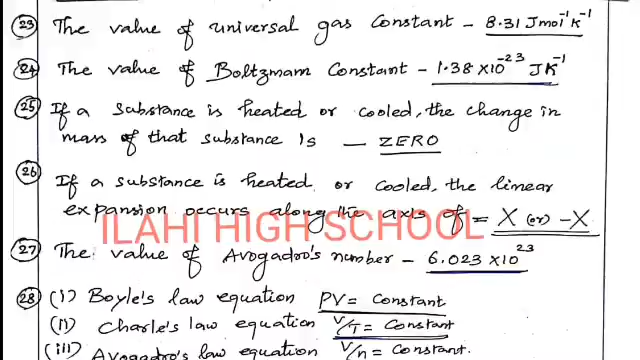 23 The value of universal gas Constant - 8.31 Jmol⁻¹K⁻¹
24 The value of Boltzmam Constant - 1.38 X10⁻²³ JK⁻¹
25 If a substance is heated or cooled, the change in
mass of that substance is - ZERO
26 If a substance is heated or cooled, the linear
expansion occurs along the axis of = X (or) -X
ILAHI HIGH SCHOOL
27 The value of Avogadro's number - 6.023 X10²³
28 (i) Boyle's law equation PV = Constant
(ii) Charle's law equation V/T = Constant
(iii) Avogadro's law equation V/n = Constant.